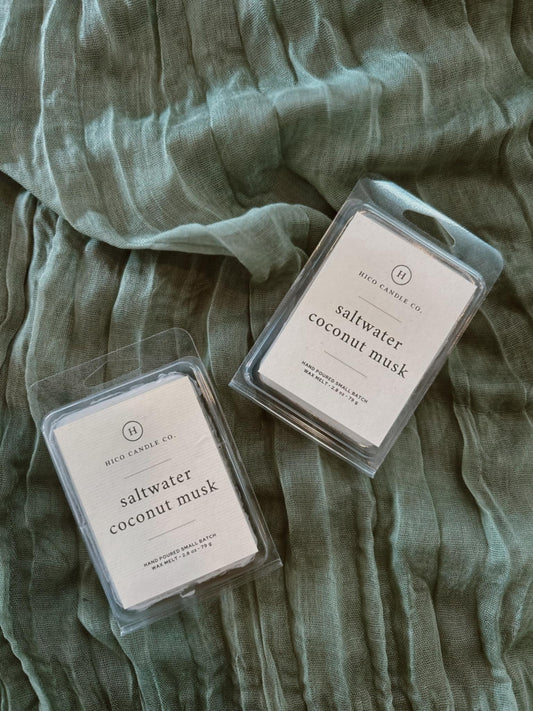 H
HICO CANDLE CO.
saltwater
coconut musk
HAND POURED SMALL BATCH
WAX MELT • 2.8 oz • 79 g
H
HICO CANDLE CO.
saltwater
coconut musk
HAND POURED SMALL BATCH
WAX MELT • 2.8 oz • 79 g